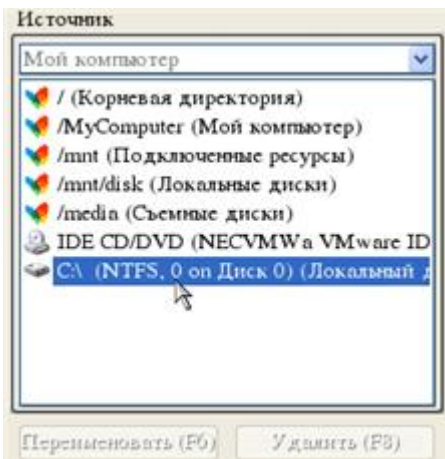 Источник
Мой компьютер
/ (Корневая директория)
/MyComputer (Мой компьютер)
/mnt (Подключенные ресурсы)
/mnt/disk (Локальные диски)
/media (Съемные диски)
IDE CD/DVD (NECVMWa VMware ID
C:\ (NTFS, 0 on Диск 0) (Локальный д
Переименовать (F6)
Удалить (F8)